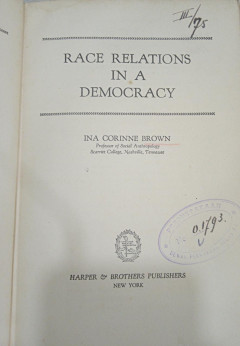 III/75
RACE RELATIONS
IN A
DEMOCRACY
INA CORINNE BROWN
Professor of Social Anthropology
Scarritt College, Nashville, Tennessee
0.1793.
HARPER & BROTHERS PUBLISHERS
NEW YORK